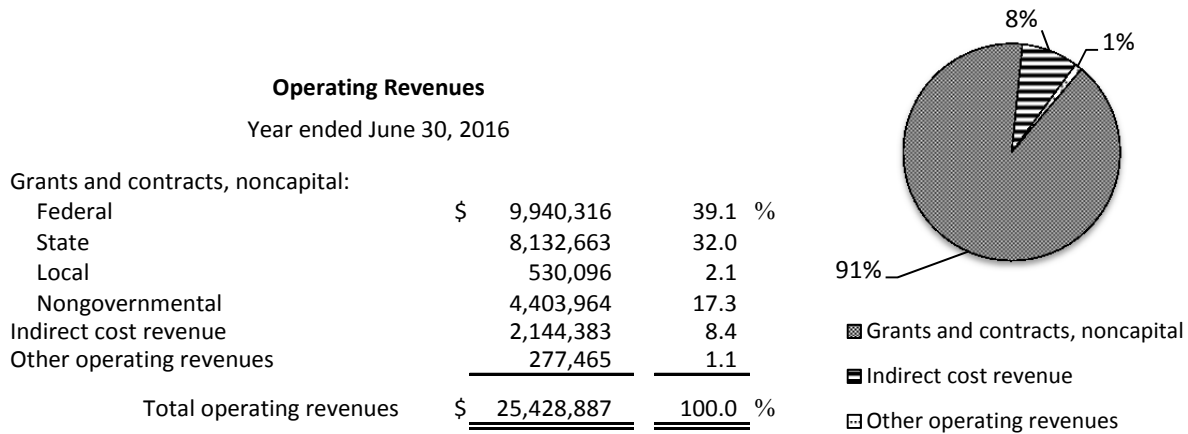 Operating Revenues
Year ended June 30, 2016
Grants and contracts, noncapital:
Federal $ 9,940,316 39.1 %
State 8,132,663 32.0
Local 530,096 2.1
Nongovernmental 4,403,964 17.3
Indirect cost revenue 2,144,383 8.4
Other operating revenues 277,465 1.1
Total operating revenues $ 25,428,887 100.0 %
8%
1%
91%
Grants and contracts, noncapital
Indirect cost revenue
Other operating revenues